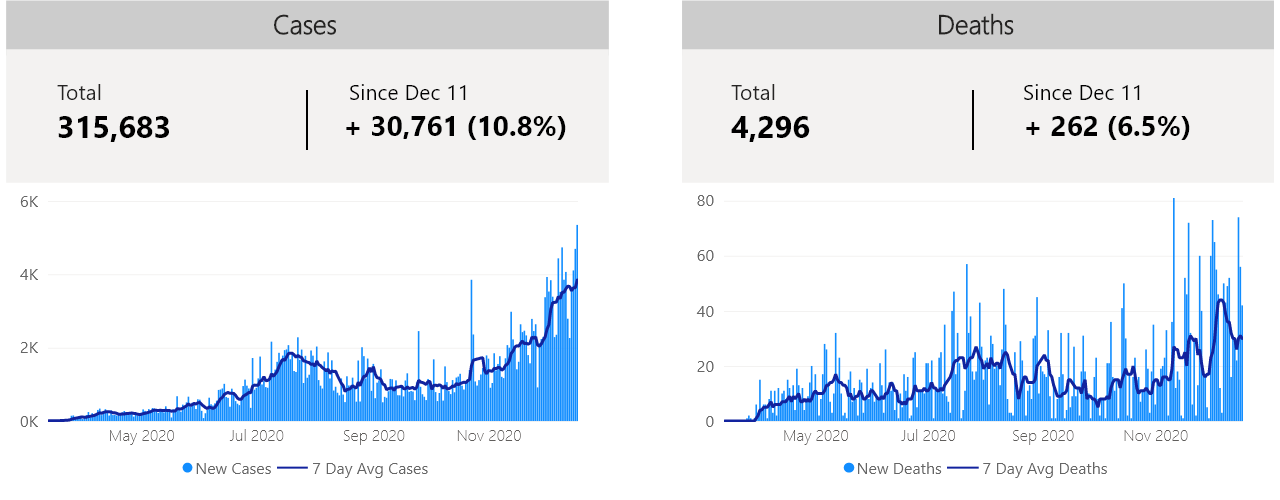 Cases
Total
315,683
Since Dec 11
+ 30,761 (10.8%)
6K
4K
2K
0K
May 2020
Jul 2020
Sep 2020
Nov 2020
New Cases
7 Day Avg Cases
Deaths
Total
4,296
Since Dec 11
+ 262 (6.5%)
80
60
40
20
0
May 2020
Jul 2020
Sep 2020
Nov 2020
New Deaths
7 Day Avg Deaths